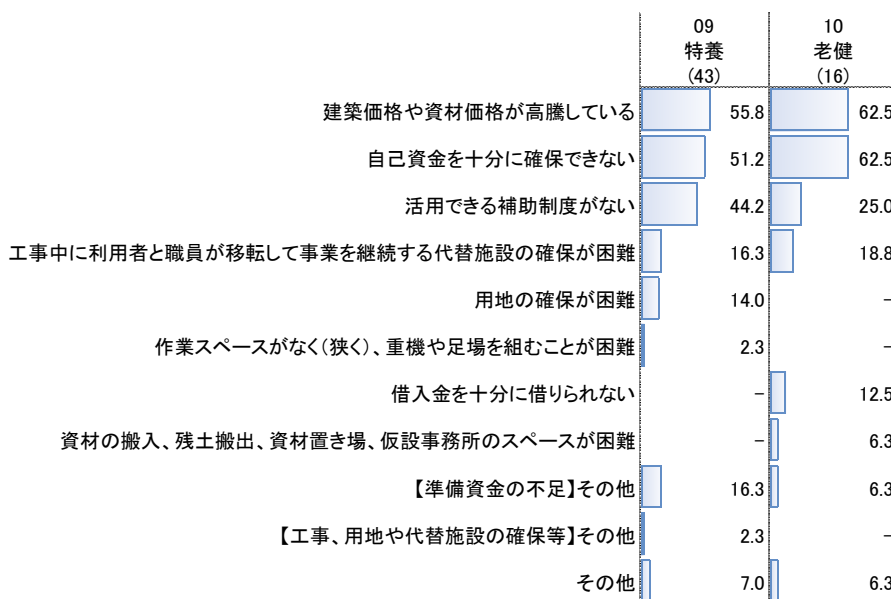 09 10
特養 老健
(43) (16)
建築価格や資材価格が高騰している 55.8 62.5
自己資金を十分に確保できない 51.2 62.5
活用できる補助制度がない 44.2 25.0
工事中に利用者と職員が移転して事業を継続する代替施設の確保が困難 16.3 18.8
用地の確保が困難 14.0 -
作業スペースがなく(狭く)、重機や足場を組むことが困難 2.3 -
借入金を十分に借りられない - 12.5
資材の搬入、残土搬出、資材置き場、仮設事務所のスペースが困難 - 6.3
【準備資金の不足】その他 16.3 6.3
【工事、用地や代替施設の確保等】その他 2.3 -
その他 7.0 6.3